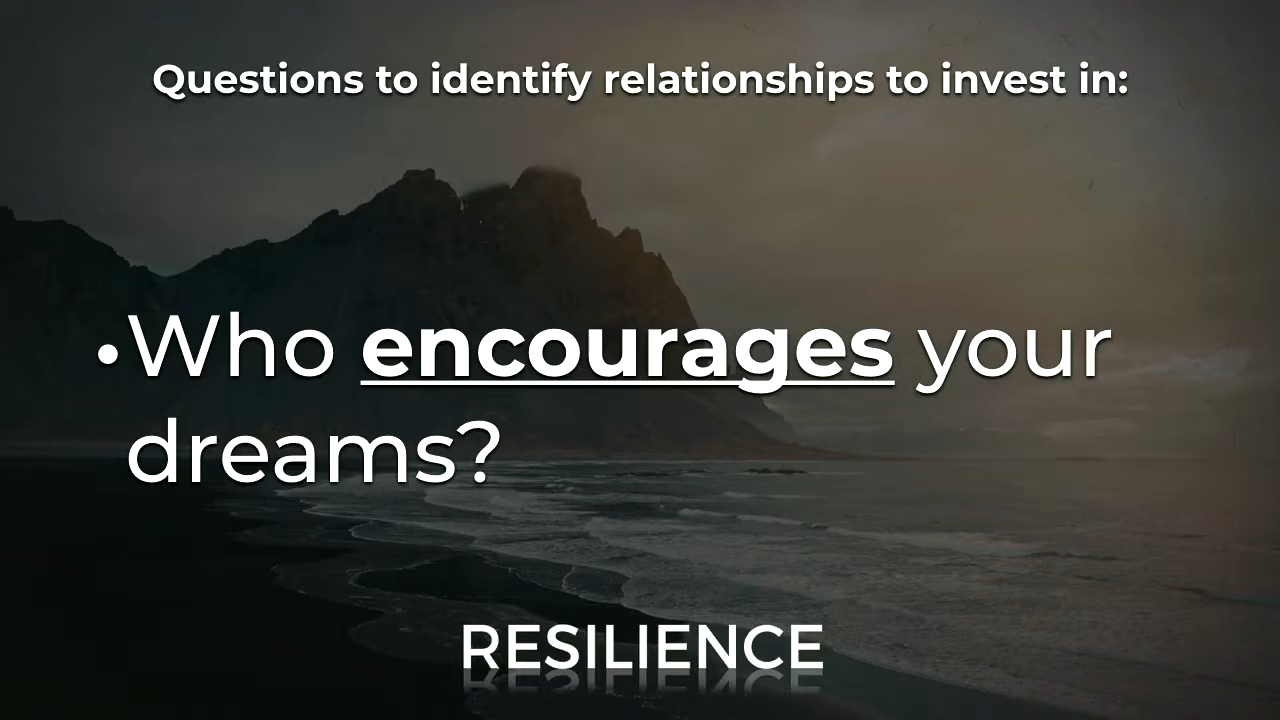 Questions to identify relationships to invest in:
•Who encourages your
dreams?
RESILIENCE